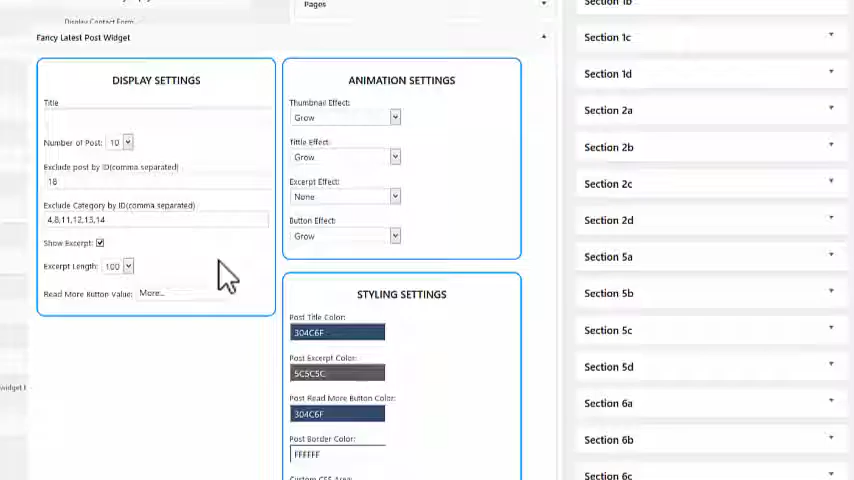 Pages
Display Contact Form...
Fancy Latest Post Widget
DISPLAY SETTINGS
Title
Number of Post: 10
Exclude post by ID(comma separated)
18
Exclude Category by ID(comma separated)
4,8,11,12,13,14
Show Excerpt:
Excerpt Length: 100
Read More Button Value: More...
ANIMATION SETTINGS
Thumbnail Effect:
Grow
Tittle Effect:
Grow
Excerpt Effect:
None
Button Effect:
Grow
STYLING SETTINGS
Post Title Color:
304C6F
Post Excerpt Color:
5C5C5C
Post Read More Button Color:
304C6F
Post Border Color:
FFFFFF
Custom CSS Area:
Section 1b
Section 1c
Section 1d
Section 2a
Section 2b
Section 2c
Section 2d
Section 5a
Section 5b
Section 5c
Section 5d
Section 6a
Section 6b
Section 6c
widget